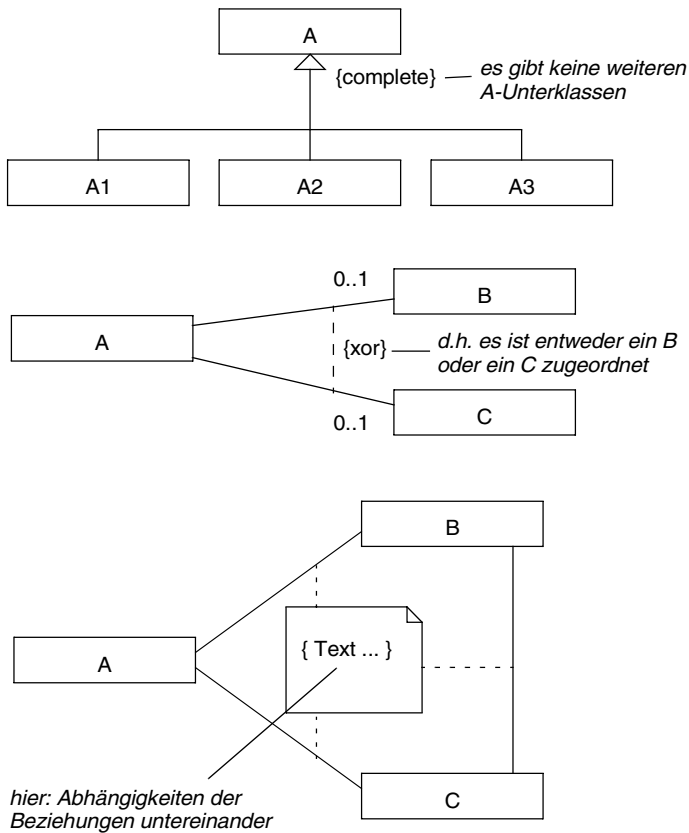 A
{complete}
es gibt keine weiteren
A-Unterklassen
A1
A2
A3
0..1
B
A
{xor}
d.h. es ist entweder ein B
oder ein C zugeordnet
0..1
C
B
A
{ Text ... }
C
hier: Abhängigkeiten der
Beziehungen untereinander